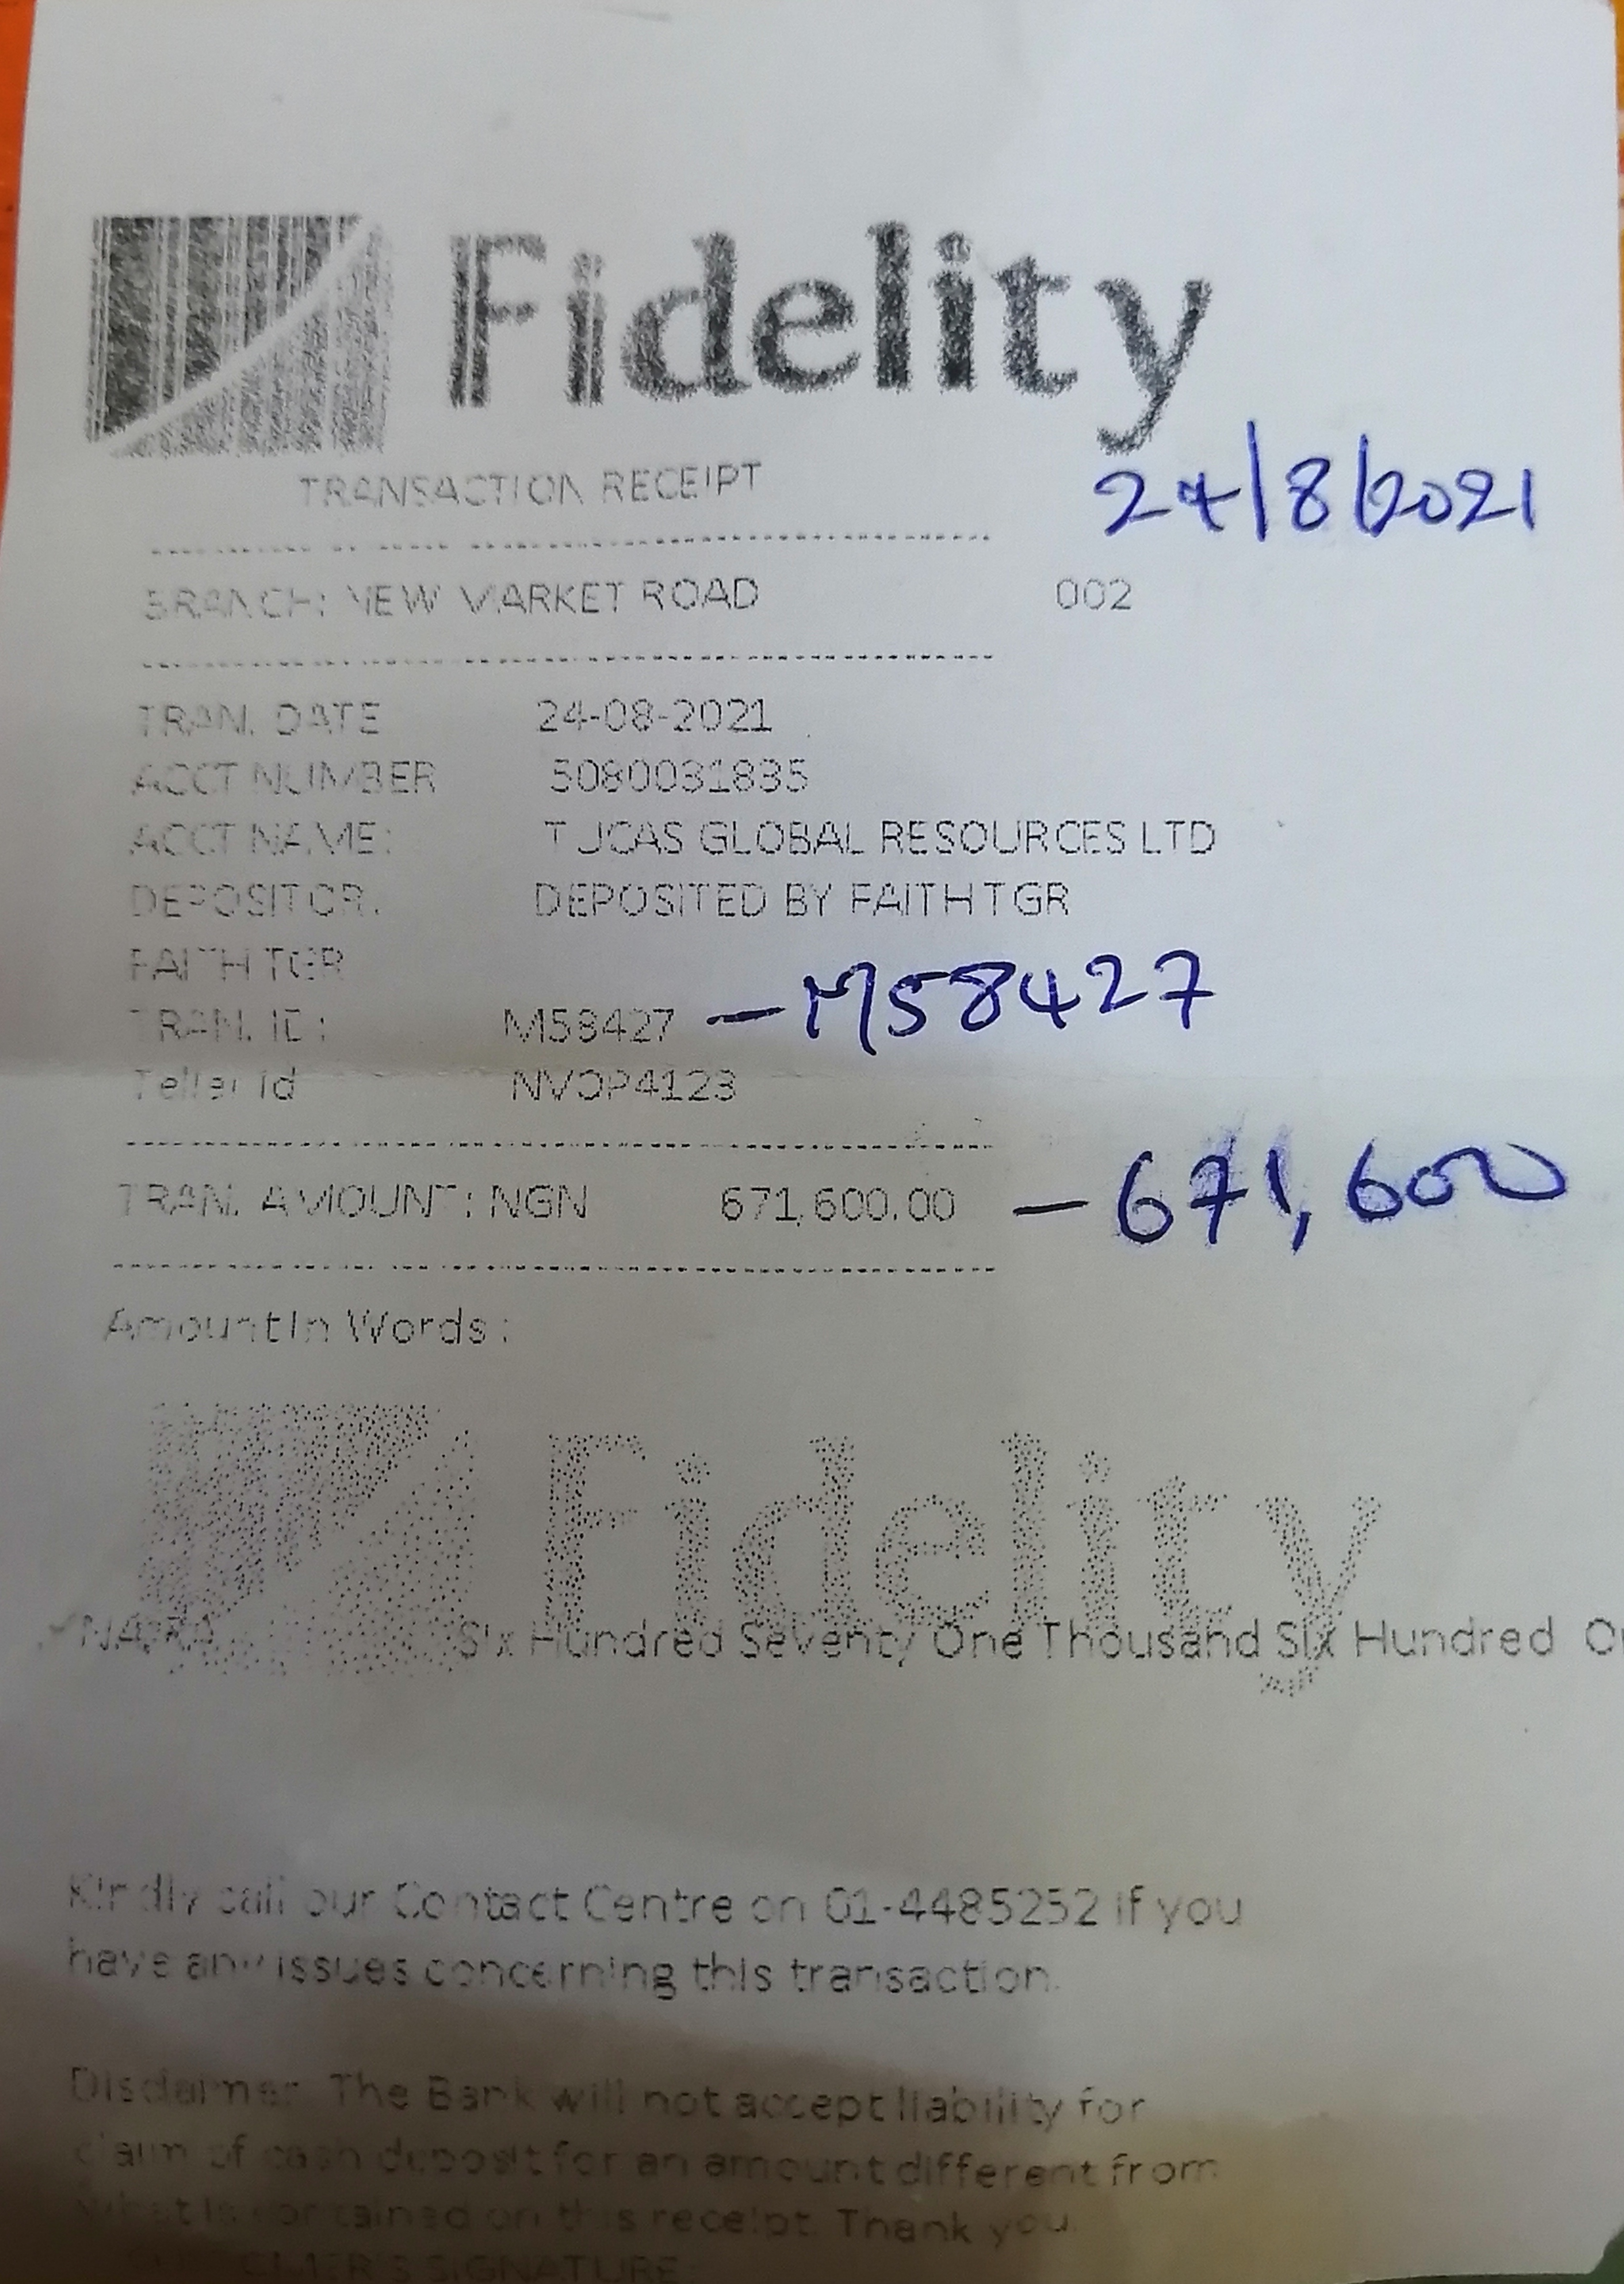 Fidelity
TRANSACTION RECEIPT
24/8/2021
BRANCH: NEW MARKET ROAD 002
TRAN. DATE 24-08-2021
ACCT NUMBER 5080031835
ACCT NAME: TJCAS GLOBAL RESOURCES LTD
DEPOSITOR. DEPOSITED BY FAITH TGR
FAITH TGR
TRAN. ID: M58427 - M58427
Teller id NVOP4123
TRAN. AMOUNT: NGN 671,600.00 - 671,600
Amount In Words:
Fidelity
NAIRA Six Hundred Seventy One Thousand Six Hundred
Kindly call our Contact Centre on 01-4485252 if you
have any issues concerning this transaction.
Disclaimer. The Bank will not accept liability for
claim of cash deposit for an amount different from
what is contained on this receipt. Thank you
SIGNATURE: